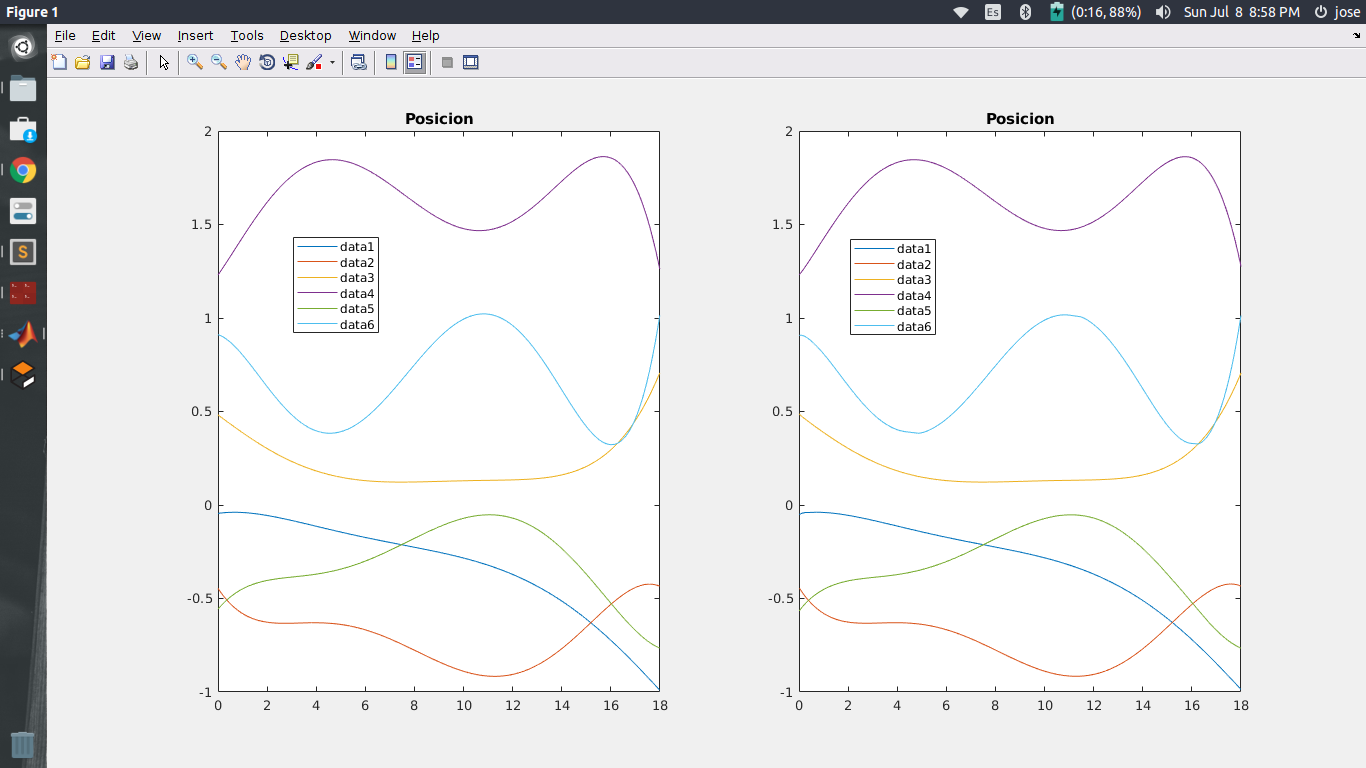 Figure 1
Es
(0:16, 88%)
Sun Jul 8 8:58 PM
jose
File Edit View Insert Tools Desktop Window Help
Posicion
2
1.5
1
0.5
0
-0.5
-1
0 2 4 6 8 10 12 14 16 18
data1
data2
data3
data4
data5
data6
Posicion
2
1.5
1
0.5
0
-0.5
-1
0 2 4 6 8 10 12 14 16 18
data1
data2
data3
data4
data5
data6
S